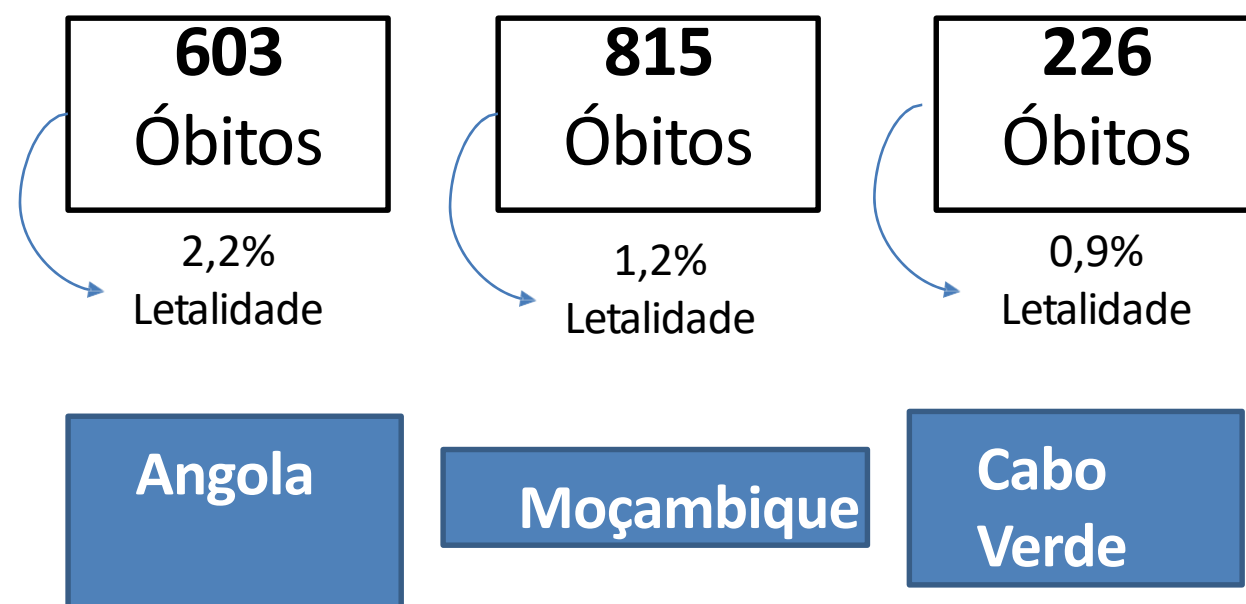 603
Óbitos
2,2%
Letalidade
Angola
815
Óbitos
1,2%
Letalidade
Moçambique
226
Óbitos
0,9%
Letalidade
Cabo
Verde